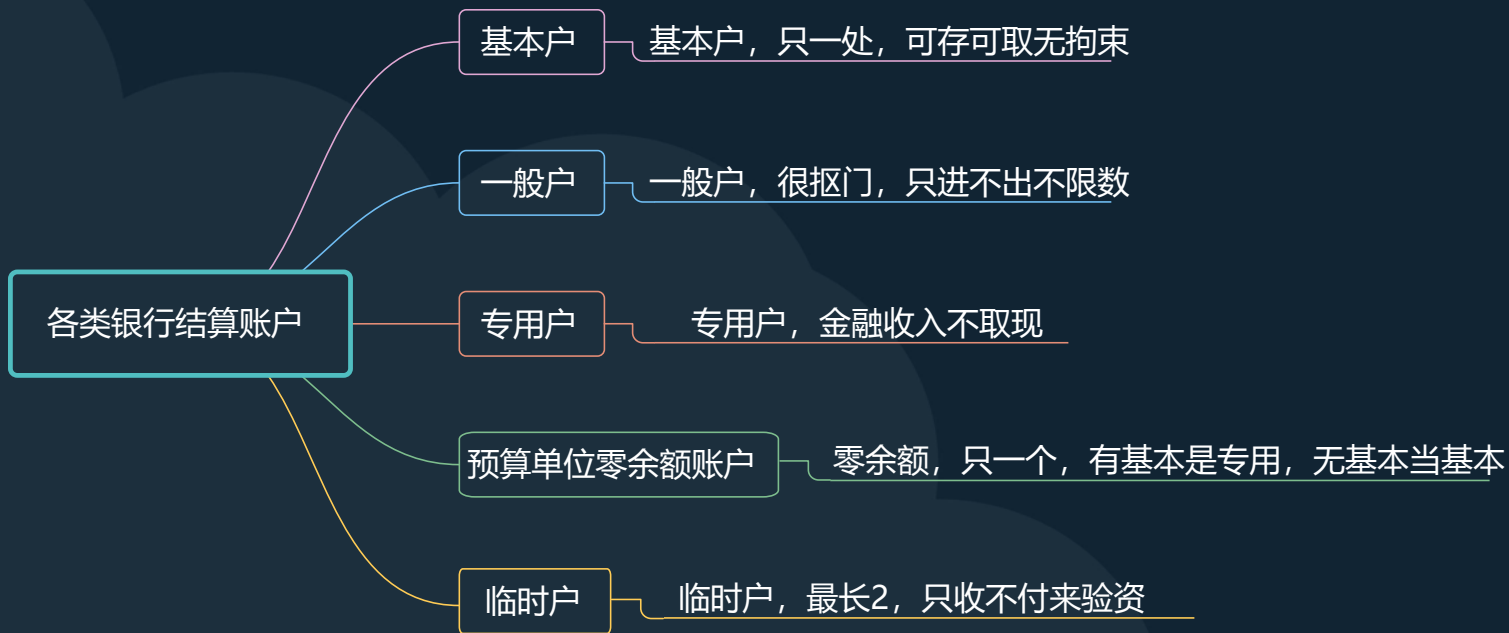 基本户
基本户，只一处，可存可取无拘束
一般户
一般户，很抠门，只进不出不限数
各类银行结算账户
专用户
专用户，金融收入不取现
预算单位零余额账户
零余额，只一个，有基本是专用，无基本当基本
临时户
临时户，最长2，只收不付来验资